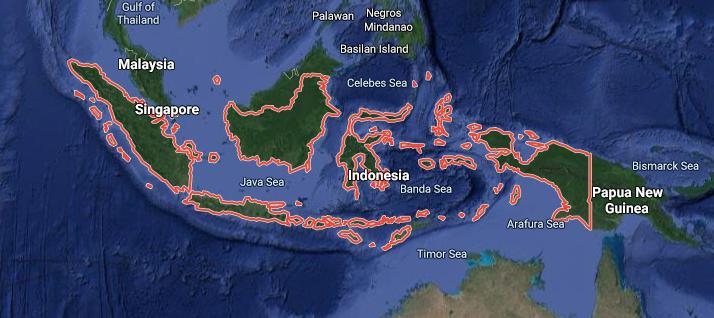 Gulf of
Thailand
Palawan
Negros
Mindanao
Basilan Island
Malaysia
Celebes Sea
Singapore
Bismarck Sea
Indonesia
Java Sea
Banda Sea
Papua New
Guinea
Arafura Sea
Timor Sea